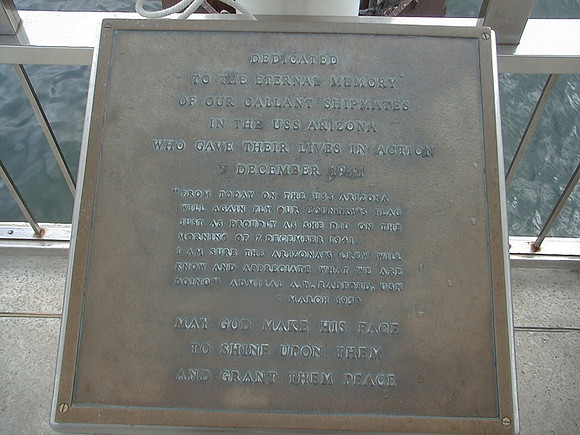 DEDICATED
TO THE ETERNAL MEMORY
OF OUR GALLANT SHIPMATES
IN THE USS ARIZONA
WHO GAVE THEIR LIVES IN ACTION
7 DECEMBER 1941
"FROM TODAY ON THE USS ARIZONA
WILL AGAIN FLY OUR COUNTRY'S FLAG
JUST AS PROUDLY AS SHE DID ON THE
MORNING OF 7 DECEMBER 1941.
I AM SURE THE ARIZONA'S CREW WILL
KNOW AND APPRECIATE WHAT WE ARE
DOING" ADMIRAL A.W. RADFORD, USN
7 MARCH 1950
MAY GOD MAKE HIS FACE
TO SHINE UPON THEM
AND GRANT THEM PEACE